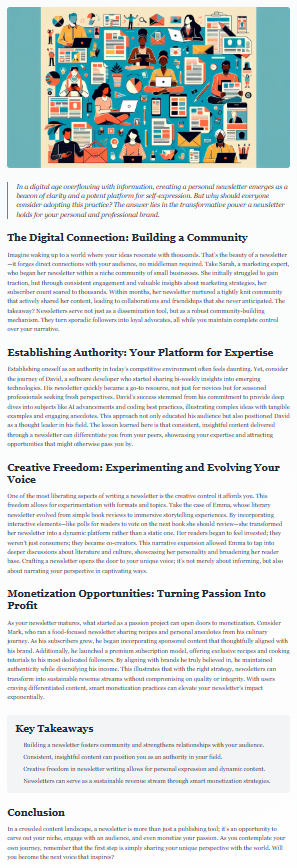 In a digital age overflowing with information, creating a personal newsletter emerges as a
beacon of clarity and a potent platform for self-expression. But why should everyone
consider adopting this practice? The answer lies in the transformative power a newsletter
holds for your personal and professional brand.
The Digital Connection: Building a Community
Imagine waking up to a world where your ideas resonate with thousands. That's the beauty of a newsletter
—it forges direct connections with your audience, no middleman required. Take Sarah, a marketing expert,
who began her newsletter within a niche community of small businesses. She initially struggled to gain
traction, but through consistent engagement and valuable insights about marketing strategies, her
subscriber count soared to thousands. Within months, her newsletter nurtured a tightly knit community
that actively shared her content, leading to collaborations and friendships that she never anticipated. The
takeaway? Newsletters serve not just as a dissemination tool, but as a robust community-building
mechanism. They turn sporadic followers into loyal advocates, all while you maintain complete control
over your narrative.
Establishing Authority: Your Platform for Expertise
Establishing oneself as an authority in today's competitive environment often feels daunting. Yet, consider
the journey of David, a software developer who started sharing bi-weekly insights into emerging
technologies. His newsletter quickly became a go-to resource, not just for novices but for seasoned
professionals seeking fresh perspectives. David's success stemmed from his commitment to provide deep
dives into subjects like AI advancements and coding best practices, illustrating complex ideas with tangible
examples and engaging anecdotes. This approach not only educated his audience but also positioned David
as a thought leader in his field. The lesson learned here is that consistent, insightful content delivered
through a newsletter can differentiate you from your peers, showcasing your expertise and attracting
opportunities that might otherwise pass you by.
Creative Freedom: Experimenting and Evolving Your
Voice
One of the most liberating aspects of writing a newsletter is the creative control it affords you. This
freedom allows for experimentation with formats and topics. Take the case of Emma, whose literary
newsletter evolved from simple book reviews to immersive storytelling experiences. By incorporating
interactive elements—like polls for readers to vote on the next book she should review—she transformed
her newsletter into a dynamic platform rather than a static one. Her readers began to feel invested; they
weren't just consumers; they became co-creators. This narrative expansion allowed Emma to tap into
deeper discussions about literature and culture, showcasing her personality and broadening her reader
base. Crafting a newsletter opens the door to your unique voice; it's not merely about informing, but also
about narrating your experience in captivating ways.
Monetization Opportunities: Turning Passion Into
Profit
As your newsletter matures, what started as a passion project can open doors to monetization. Consider
Mark, who ran a food-focused newsletter sharing recipes and personal anecdotes from his culinary
journey. As his subscribers grew, he began incorporating sponsored content that thoughtfully aligned with
his brand. Additionally, he launched a premium subscription model, offering exclusive recipes and cooking
tutorials to his most dedicated followers. By aligning with brands he truly believed in, he maintained
authenticity while diversifying his income. This illustrates that with the right strategy, newsletters can
transform into sustainable revenue streams without compromising on quality or integrity. With users
craving differentiated content, smart monetization practices can elevate your newsletter's impact
exponentially.
Key Takeaways
Building a newsletter fosters community and strengthens relationships with your audience.
Consistent, insightful content can position you as an authority in your field.
Creative freedom in newsletter writing allows for personal expression and dynamic content.
Newsletters can serve as a sustainable revenue stream through smart monetization strategies.
Conclusion
In a crowded content landscape, a newsletter is more than just a publishing tool; it's an opportunity to
carve out your niche, engage with an audience, and even monetize your passion. As you contemplate your
own journey, remember that the first step is simply sharing your unique perspective with the world. Will
you become the next voice that inspires?